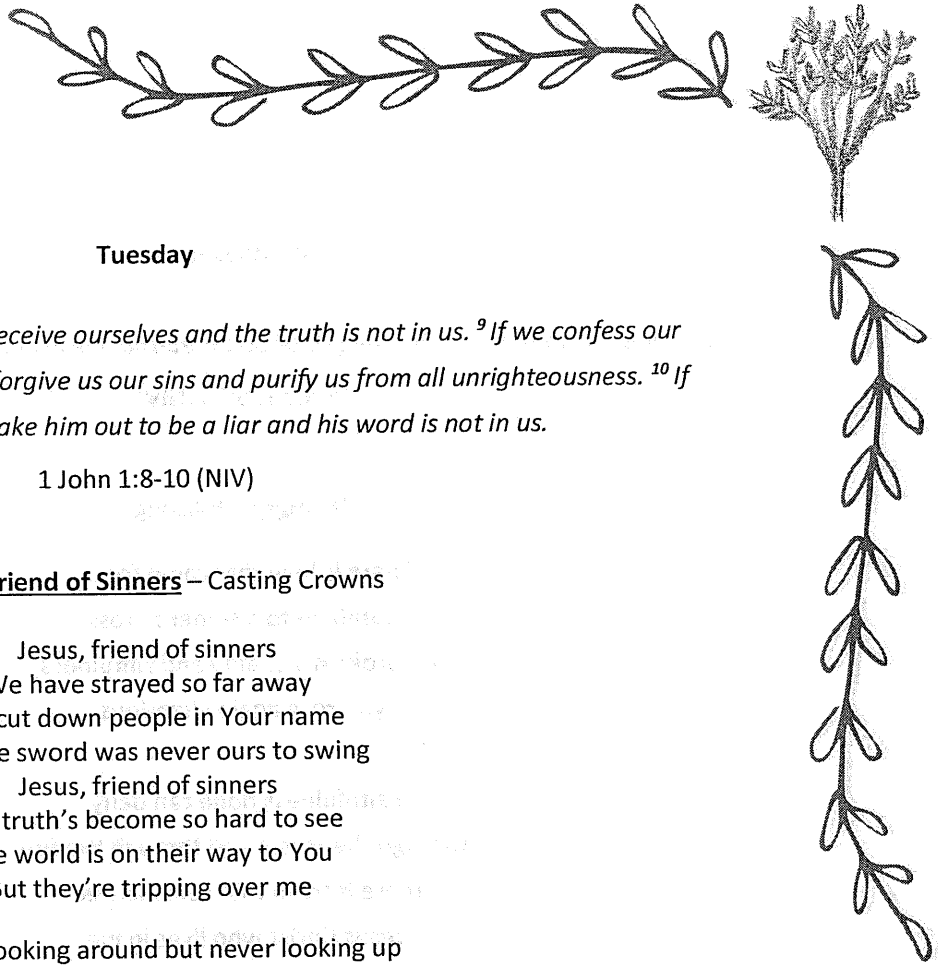 Tuesday
eceive ourselves and the truth is not in us. ⁹ If we confess our
forgive us our sins and purify us from all unrighteousness. ¹⁰ If
ake him out to be a liar and his word is not in us.
1 John 1:8-10 (NIV)
riend of Sinners – Casting Crowns
Jesus, friend of sinners
We have strayed so far away
cut down people in Your name
e sword was never ours to swing
Jesus, friend of sinners
truth's become so hard to see
e world is on their way to You
But they're tripping over me
ooking around but never looking up